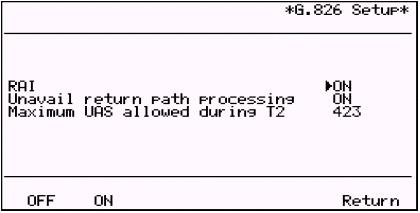 *G.826 Setup*
RAI ▶ON
Unavail return path processing ON
Maximum UAS allowed during T2 423
OFF ON Return